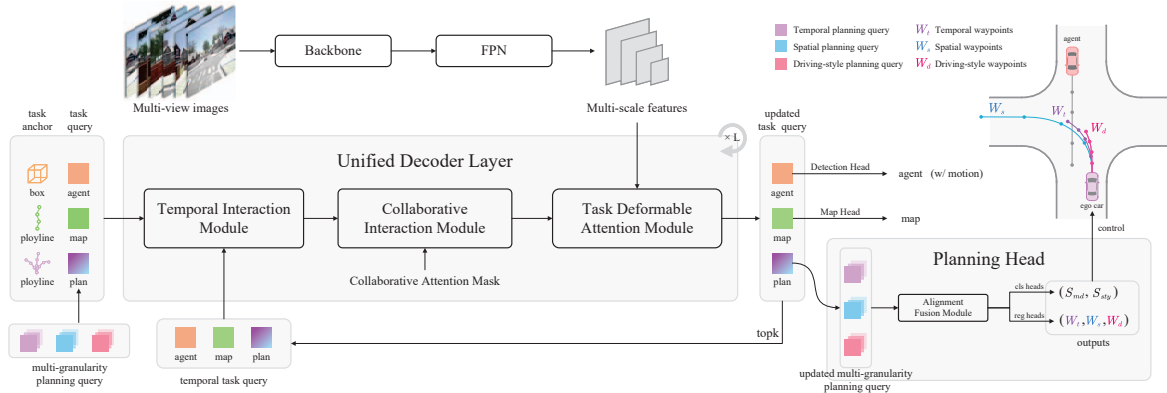 Backbone
FPN
Multi-view images
Multi-scale features
Temporal planning query
Spatial planning query
Driving-style planning query
W_t Temporal waypoints
W_s Spatial waypoints
W_d Driving-style waypoints
agent
W_s
W_t
W_d
ego car
control
task
anchor
task
query
box
agent
ployline
map
ployline
plan
multi-granularity
planning query
Unified Decoder Layer
× L
Temporal Interaction
Module
Collaborative
Interaction Module
Task Deformable
Attention Module
Collaborative Attention Mask
agent
map
plan
temporal task query
topk
updated
task query
agent
map
plan
Detection Head
agent (w/ motion)
Map Head
map
Planning Head
Alignment
Fusion Module
cls heads
(S_md, S_sty)
reg heads
(W_t, W_s, W_d)
outputs
updated multi-granularity
planning query